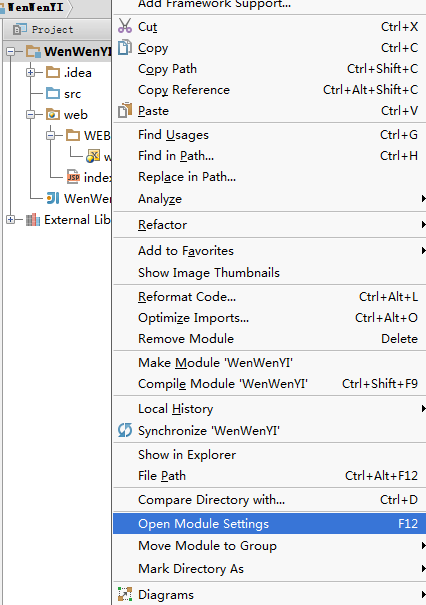 WenWenYI
Project
WenWenYI
.idea
src
web
WEB
w
index
WenWen
External Lib
Add Framework Support...
Cut Ctrl+X
Copy Ctrl+C
Copy Path Ctrl+Shift+C
Copy Reference Ctrl+Alt+Shift+C
Paste Ctrl+V
Find Usages Ctrl+G
Find in Path... Ctrl+H
Replace in Path...
Analyze
Refactor
Add to Favorites
Show Image Thumbnails
Reformat Code... Ctrl+Alt+L
Optimize Imports... Ctrl+Alt+O
Remove Module Delete
Make Module 'WenWenYI'
Compile Module 'WenWenYI' Ctrl+Shift+F9
Local History
Synchronize 'WenWenYI'
Show in Explorer
File Path Ctrl+Alt+F12
Compare Directory with... Ctrl+D
Open Module Settings F12
Move Module to Group
Mark Directory As
Diagrams